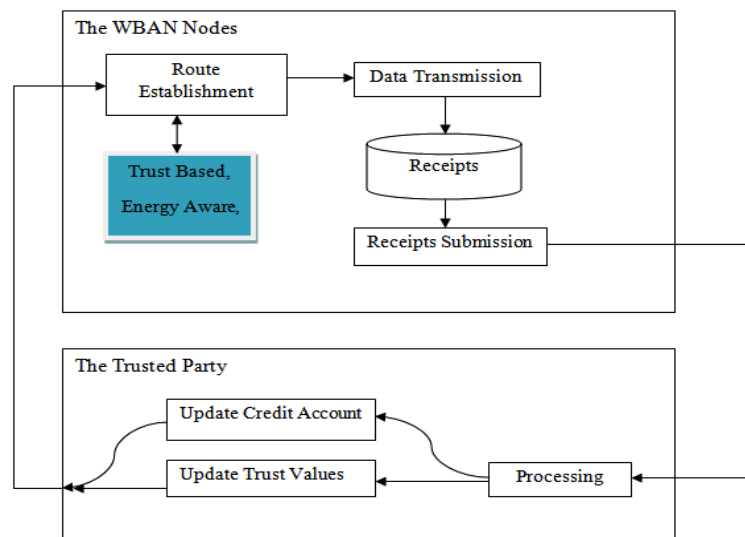 The WBAN Nodes
Route
Establishment
Data Transmission
Trust Based,
Energy Aware,
Receipts
Receipts Submission
The Trusted Party
Update Credit Account
Update Trust Values
Processing